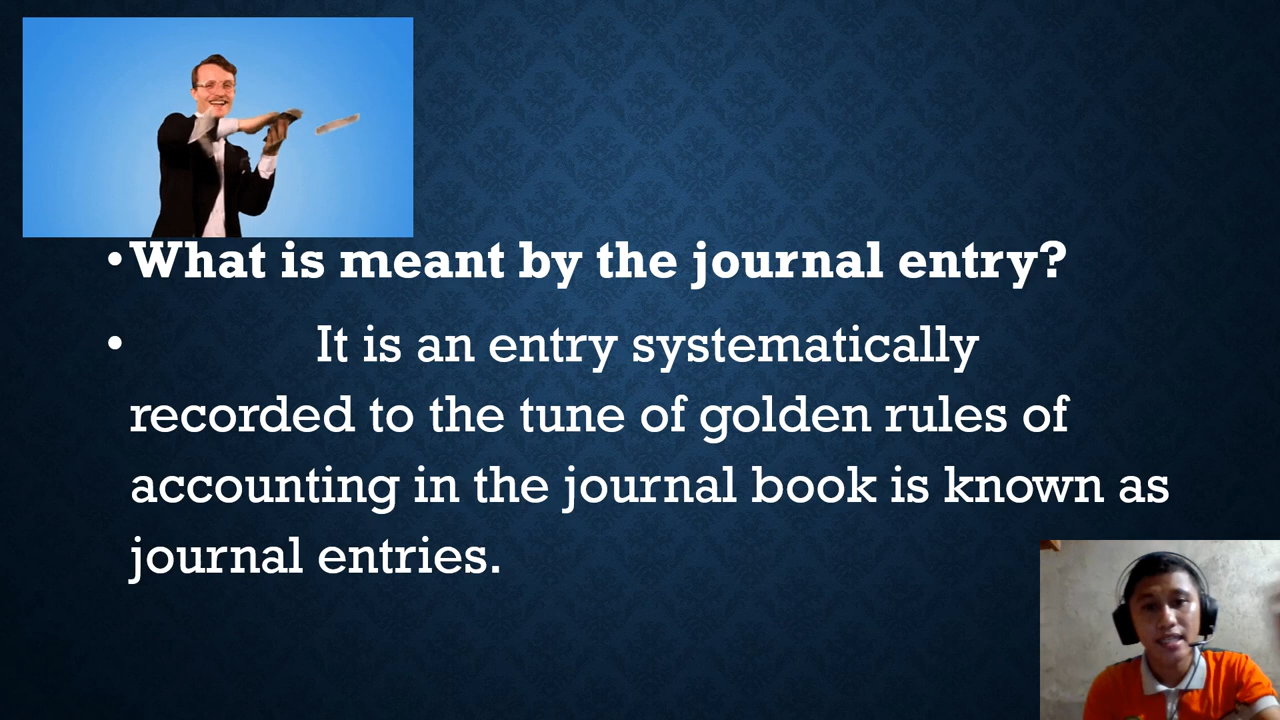 •What is meant by the journal entry?
• It is an entry systematically
recorded to the tune of golden rules of
accounting in the journal book is known as
journal entries.